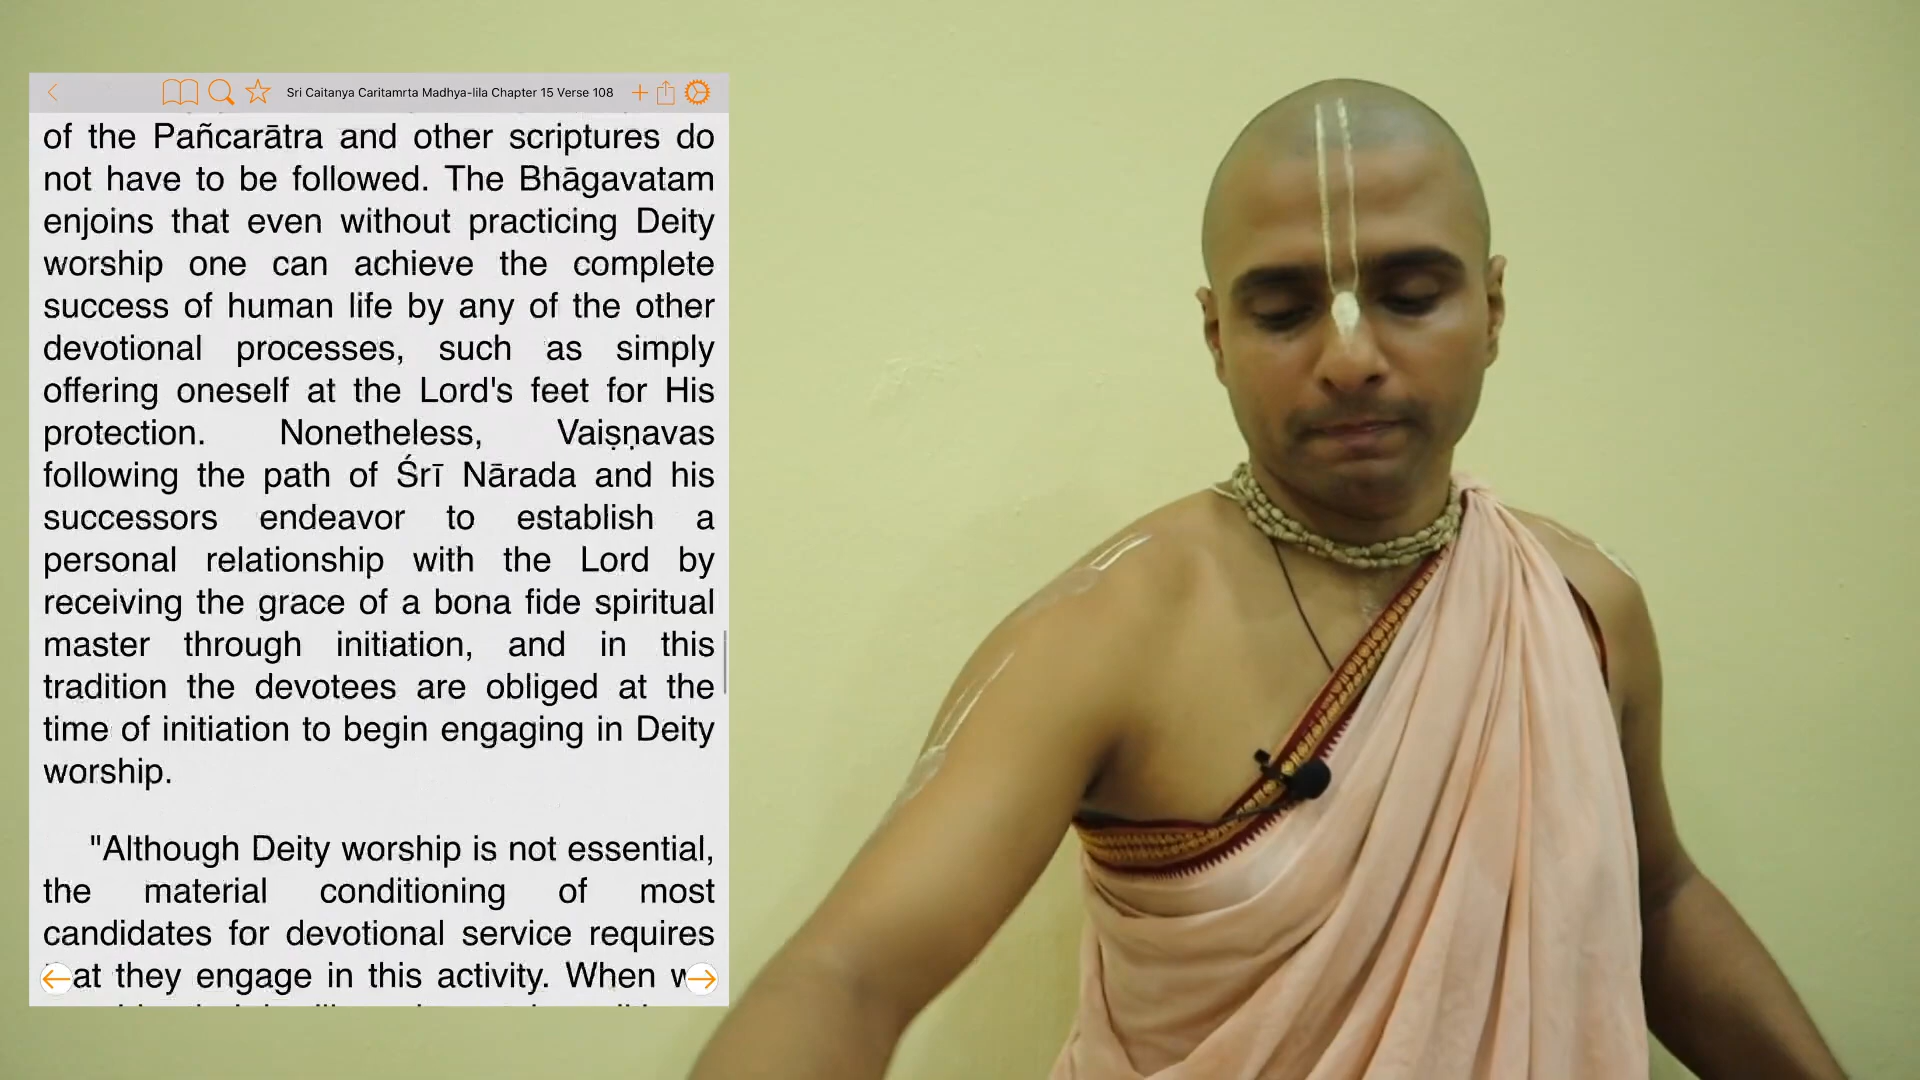 Sri Caitanya Caritamrta Madhya-lila Chapter 15 Verse 108
of the Pañcarātra and other scriptures do
not have to be followed. The Bhāgavatam
enjoins that even without practicing Deity
worship one can achieve the complete
success of human life by any of the other
devotional processes, such as simply
offering oneself at the Lord's feet for His
protection. Nonetheless, Vaiṣṇavas
following the path of Śrī Nārada and his
successors endeavor to establish a
personal relationship with the Lord by
receiving the grace of a bona fide spiritual
master through initiation, and in this
tradition the devotees are obliged at the
time of initiation to begin engaging in Deity
worship.
"Although Deity worship is not essential,
the material conditioning of most
candidates for devotional service requires
at they engage in this activity. When w